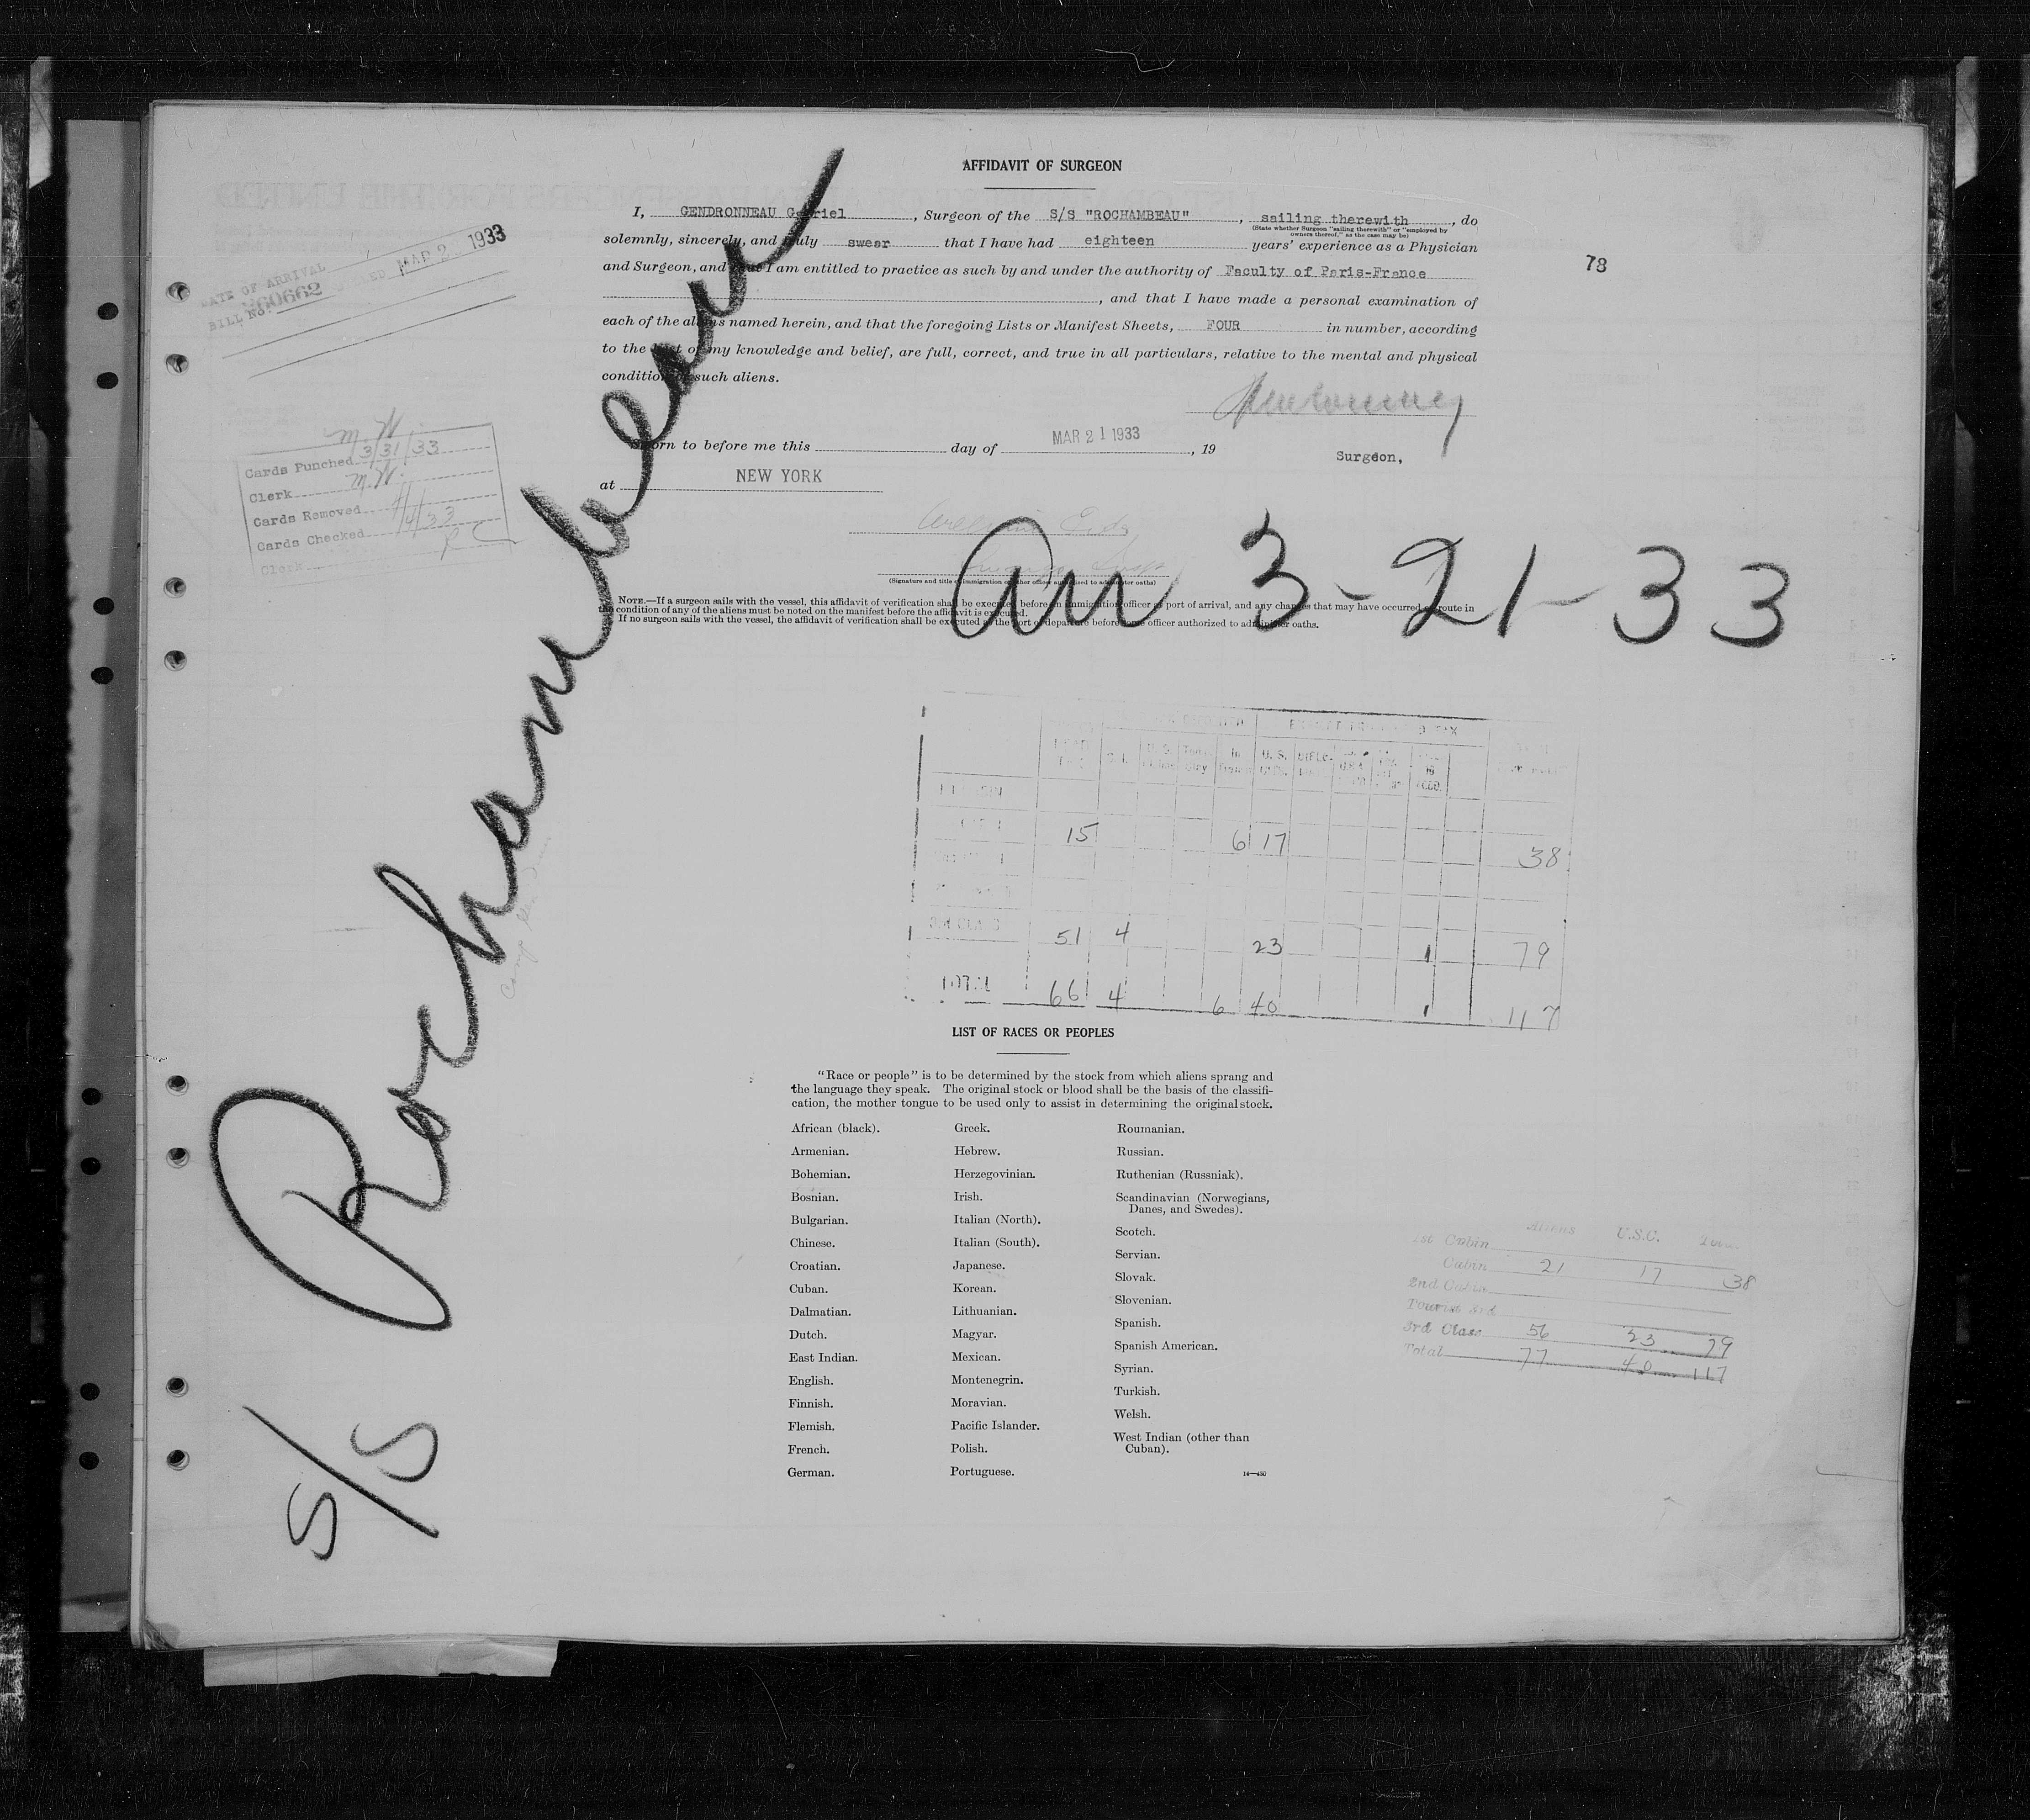 AFFIDAVIT OF SURGEON
I, GENDRONNEAU Gabriel, Surgeon of the S/S "ROCHAMBEAU", sailing therewith, do
(State whether Surgeon "sailing therewith" or "employed by
owners thereof," as the case may be)
solemnly, sincerely, and truly swear that I have had eighteen years' experience as a Physician
and Surgeon, and that I am entitled to practice as such by and under the authority of Faculty of Paris-France
, and that I have made a personal examination of
each of the aliens named herein, and that the foregoing Lists or Manifest Sheets, FOUR in number, according
to the best of my knowledge and belief, are full, correct, and true in all particulars, relative to the mental and physical
condition of such aliens.
78
DATE OF ARRIVAL MAR 2 1933
BILL No. 60662
Sworn to before me this day of MAR 21 1933, 19
Surgeon,
at NEW YORK
M.H.
Cards Punched 3/31/33
Clerk M.H.
Cards Removed
Cards Checked
Clerk
(Signature and title of immigration or other officer authorized to administer oaths)
NOTE.—If a surgeon sails with the vessel, this affidavit of verification shall be executed before an immigration officer at port of arrival, and any changes that may have occurred en route in
the condition of any of the aliens must be noted on the manifest before the affidavit is executed.
If no surgeon sails with the vessel, the affidavit of verification shall be executed at the port of departure before some officer authorized to administer oaths.
S/S Rochambeau
arr 3-21-33
U.S.
15 6 17 38
3RD CLASS 51 4 23 1 79
TOTAL 66 4 6 40 1 117
LIST OF RACES OR PEOPLES
"Race or people" is to be determined by the stock from which aliens sprang and
the language they speak. The original stock or blood shall be the basis of the classifi-
cation, the mother tongue to be used only to assist in determining the original stock.
African (black).
Armenian.
Bohemian.
Bosnian.
Bulgarian.
Chinese.
Croatian.
Cuban.
Dalmatian.
Dutch.
East Indian.
English.
Finnish.
Flemish.
French.
German.
Greek.
Hebrew.
Herzegovinian.
Irish.
Italian (North).
Italian (South).
Japanese.
Korean.
Lithuanian.
Magyar.
Mexican.
Montenegrin.
Moravian.
Pacific Islander.
Polish.
Portuguese.
Roumanian.
Russian.
Ruthenian (Russniak).
Scandinavian (Norwegians,
Danes, and Swedes).
Scotch.
Servian.
Slovak.
Slovenian.
Spanish.
Spanish American.
Syrian.
Turkish.
Welsh.
West Indian (other than
Cuban).
14—450
Aliens U.S.C.
1st Cabin
Cabin 21 17 38
2nd Cabin
Tourist 3rd
3rd Class 56 23 79
Total 77 40 117